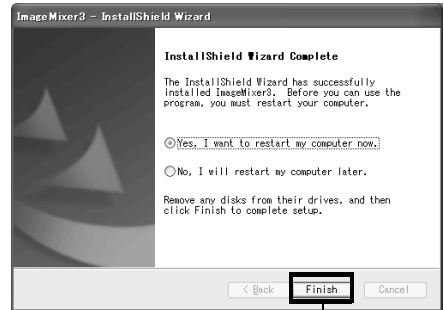 ImageMixer3 - InstallShield Wizard
InstallShield Wizard Complete
The InstallShield Wizard has successfully
installed ImageMixer3. Before you can use the
program, you must restart your computer.
Yes, I want to restart my computer now.
No, I will restart my computer later.
Remove any disks from their drives, and then
click Finish to complete setup.
< Back
Finish
Cancel